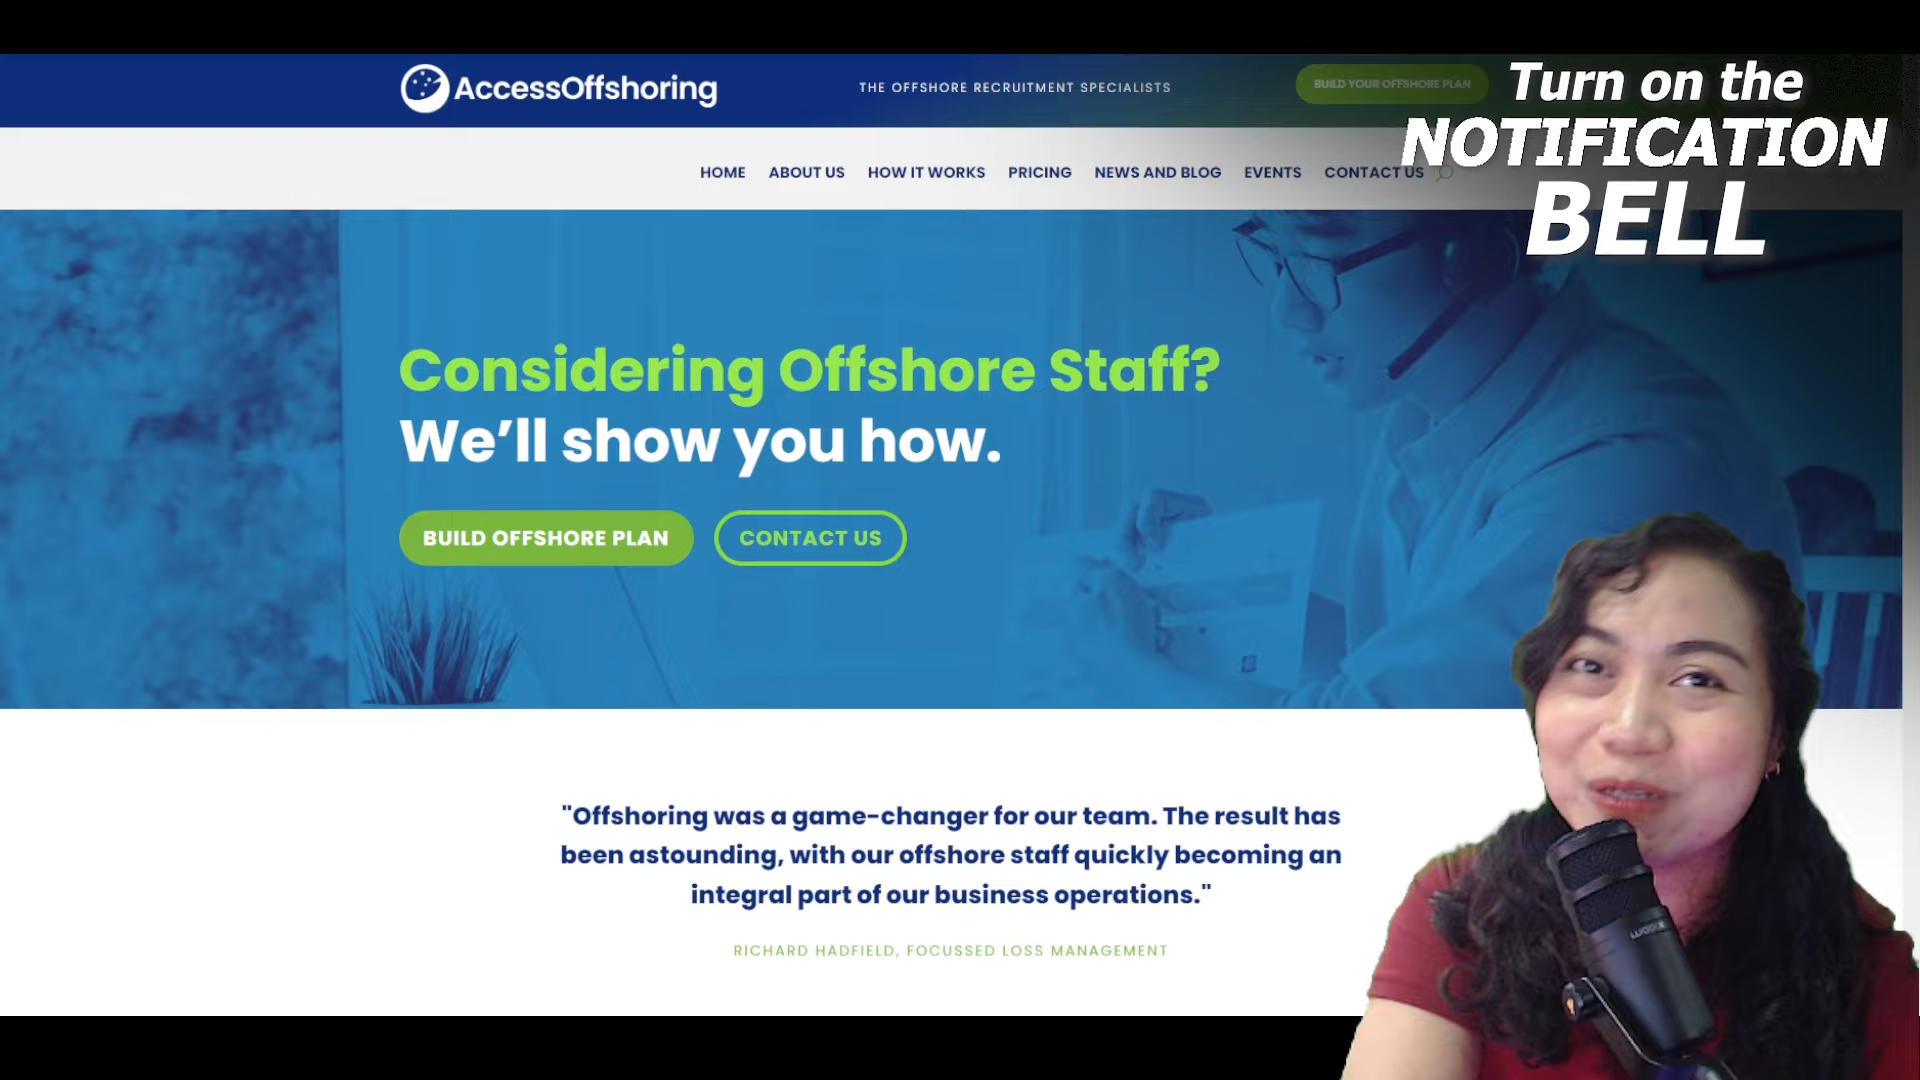 AccessOffshoring
THE OFFSHORE RECRUITMENT SPECIALISTS
BUILD YOUR OFFSHORE PLAN
Turn on the
NOTIFICATION
BELL
HOME ABOUT US HOW IT WORKS PRICING NEWS AND BLOG EVENTS CONTACT US
Considering Offshore Staff?
We’ll show you how.
BUILD OFFSHORE PLAN
CONTACT US
"Offshoring was a game-changer for our team. The result has
been astounding, with our offshore staff quickly becoming an
integral part of our business operations."
RICHARD HADFIELD, FOCUSSED LOSS MANAGEMENT